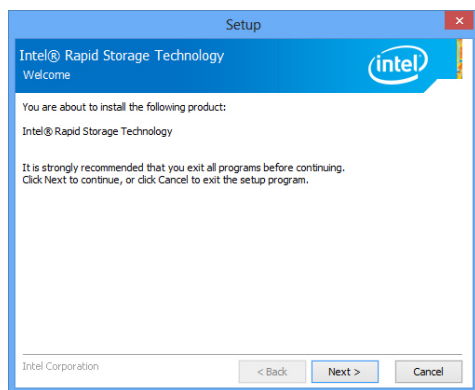 Setup
Intel® Rapid Storage Technology
Welcome
intel
You are about to install the following product:
Intel® Rapid Storage Technology
It is strongly recommended that you exit all programs before continuing.
Click Next to continue, or click Cancel to exit the setup program.
Intel Corporation
< Back Next > Cancel